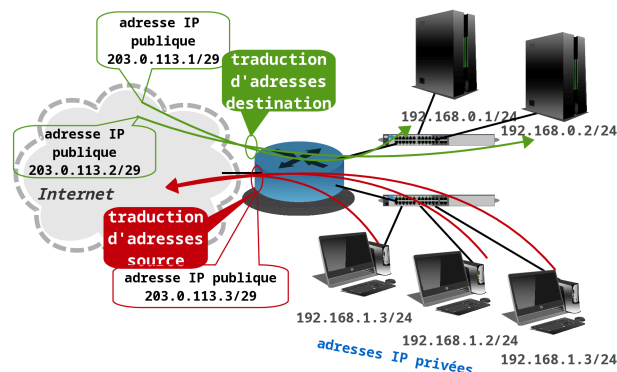 adresse IP
publique
203.0.113.1/29
traduction
d'adresses
destination
192.168.0.1/24
192.168.0.2/24
adresse IP
publique
203.0.113.2/29
Internet
traduction
d'adresses
source
adresse IP publique
203.0.113.3/29
192.168.1.3/24
192.168.1.2/24
192.168.1.3/24
adresses IP privées